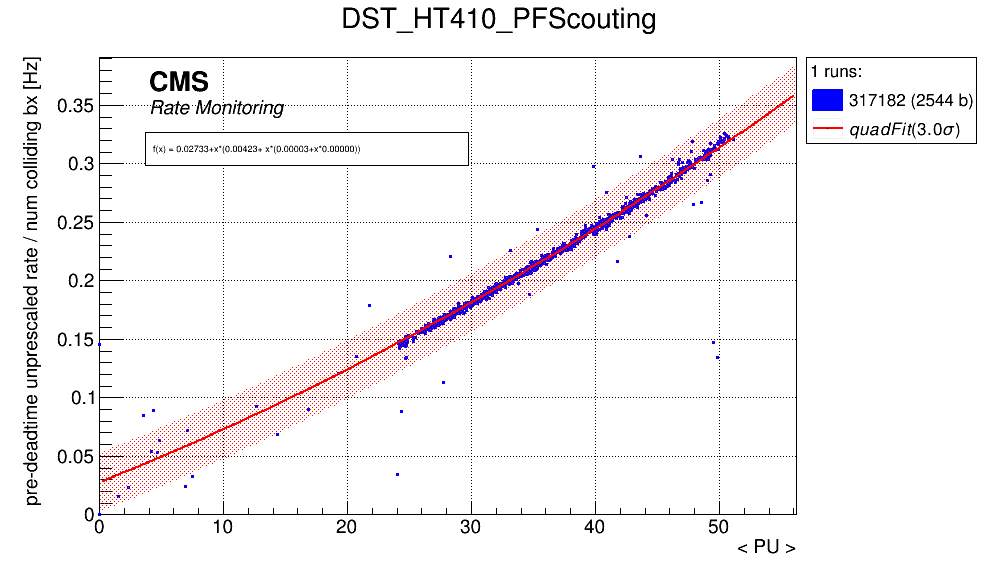 DST_HT410_PFScouting
pre-deadtime unprescaled rate / num colliding bx [Hz]
CMS
Rate Monitoring
f(x) = 0.02733+x*(0.00423+ x*(0.00003+x*0.00000))
1 runs:
317182 (2544 b)
quadFit(3.0σ)
0.35
0.3
0.25
0.2
0.15
0.1
0.05
0
0 10 20 30 40 50
< PU >